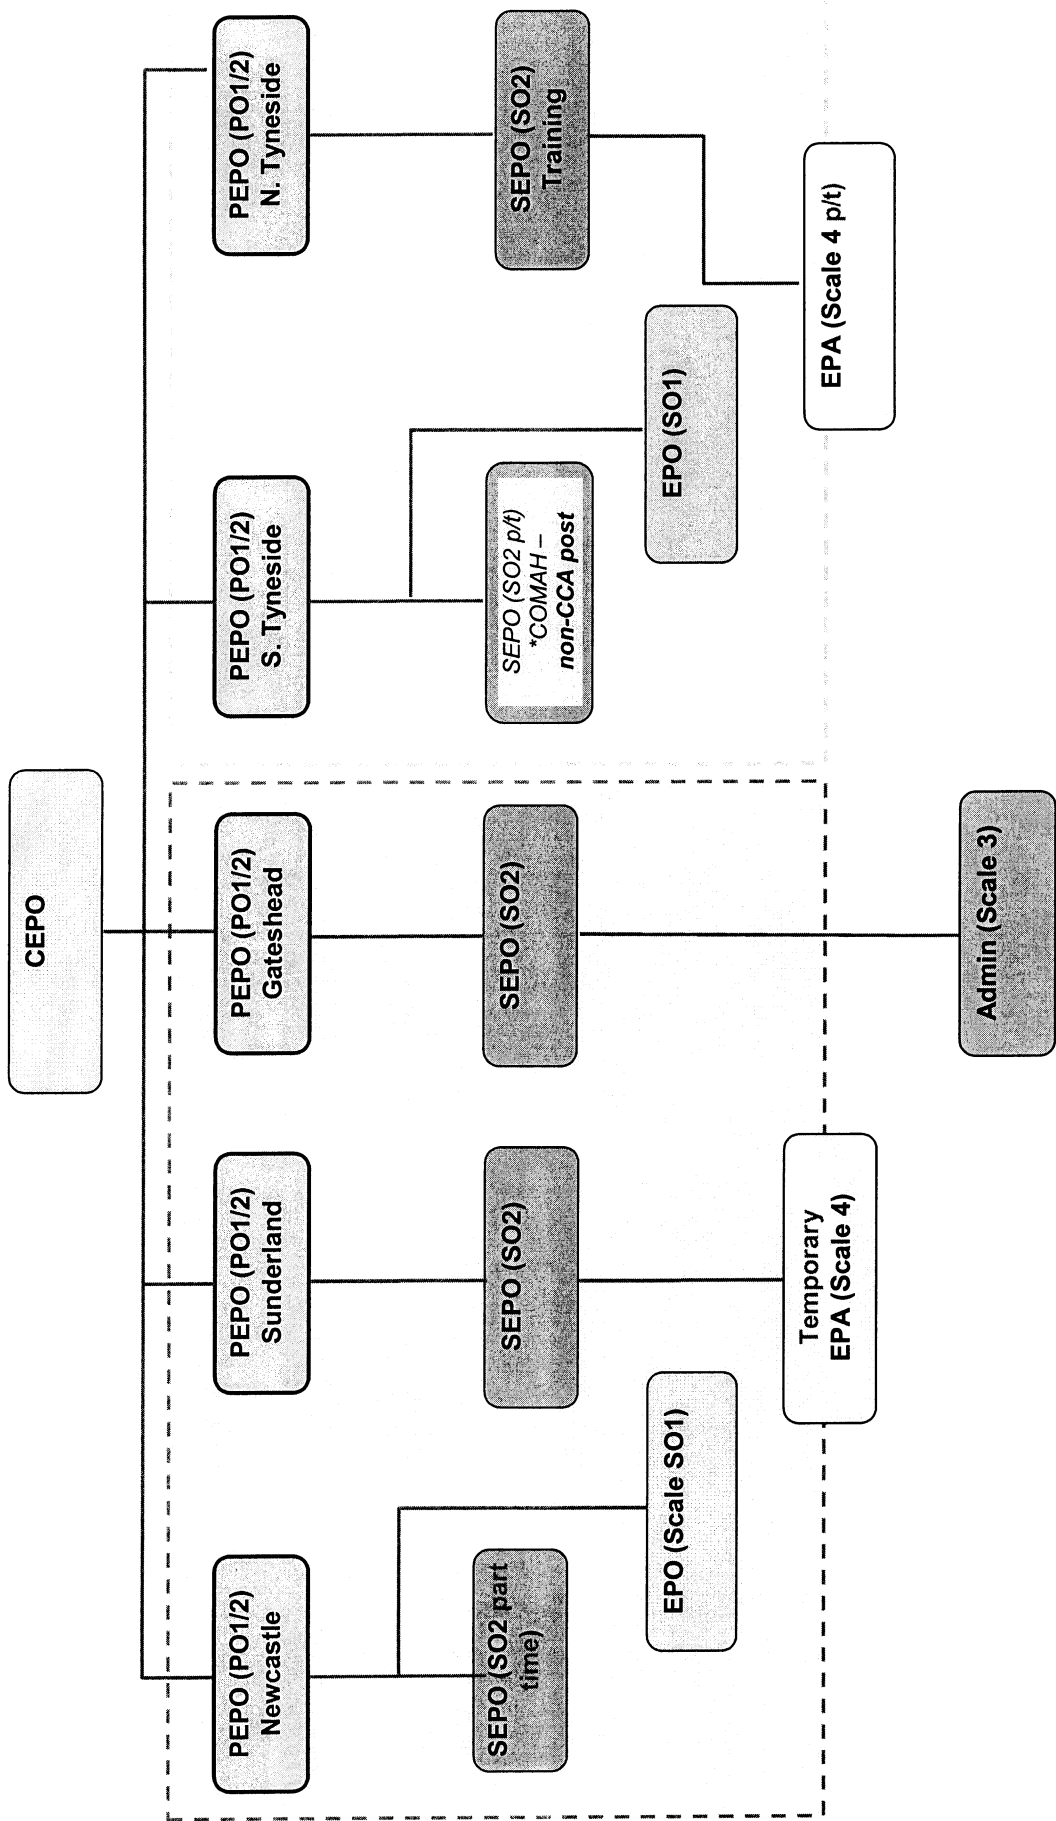 CEPO
PEPO (PO1/2)
Newcastle
PEPO (PO1/2)
Sunderland
PEPO (PO1/2)
Gateshead
PEPO (PO1/2)
S. Tyneside
PEPO (PO1/2)
N. Tyneside
SEPO (SO2 part
time)
SEPO (SO2)
SEPO (SO2)
SEPO (SO2 p/t)
*COMAH –
non-CCA post
SEPO (SO2)
Training
EPO (Scale SO1)
EPO (SO1)
Temporary
EPA (Scale 4)
EPA (Scale 4 p/t)
Admin (Scale 3)